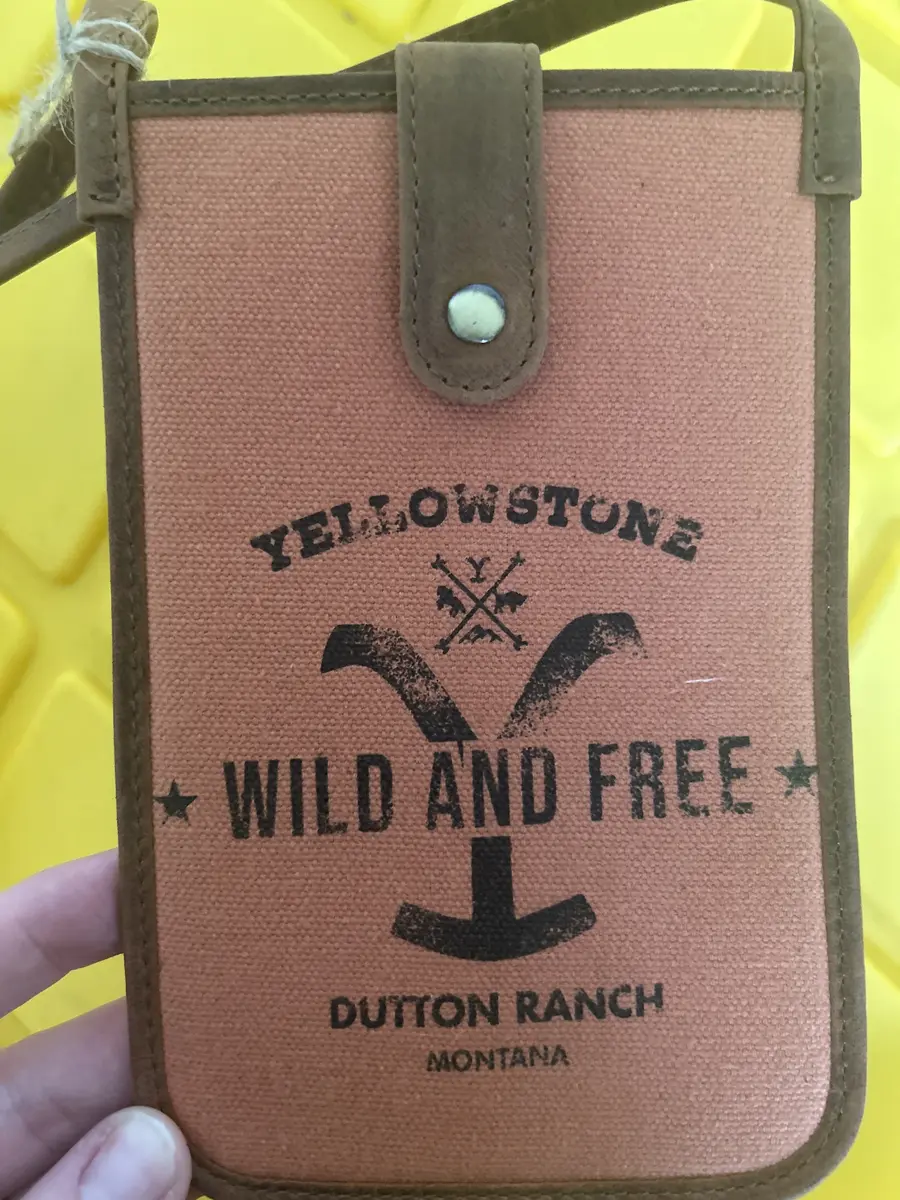 YELLOWSTONE
Y
WILD AND FREE
DUTTON RANCH
MONTANA